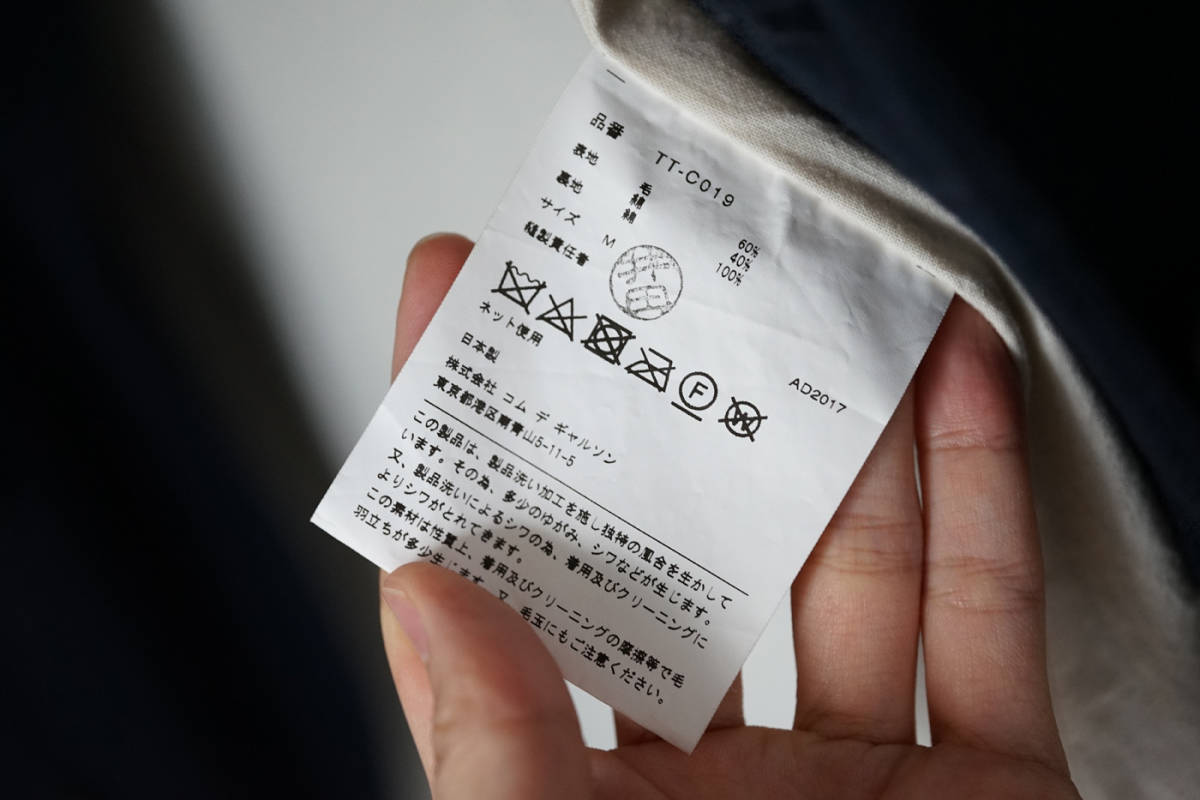 品番 TT-C019
表地 毛 60%
綿 40%
裏地 綿 100%
サイズ M
縫製責任者
F
W
ネット使用
日本製 AD2017
株式会社 コム デ ギャルソン
東京都港区南青山5-11-5
この製品は、製品洗い加工を施し独特の風合を生かして
います。その為、多少のゆがみ、シワなどが生じます。
又、製品洗いによるシワの為、着用及びクリーニングに
よりシワがとれてきます。
この素材は性質上、着用及びクリーニングの摩擦等で毛
羽立ちが多少生じます。又、毛玉にもご注意ください。